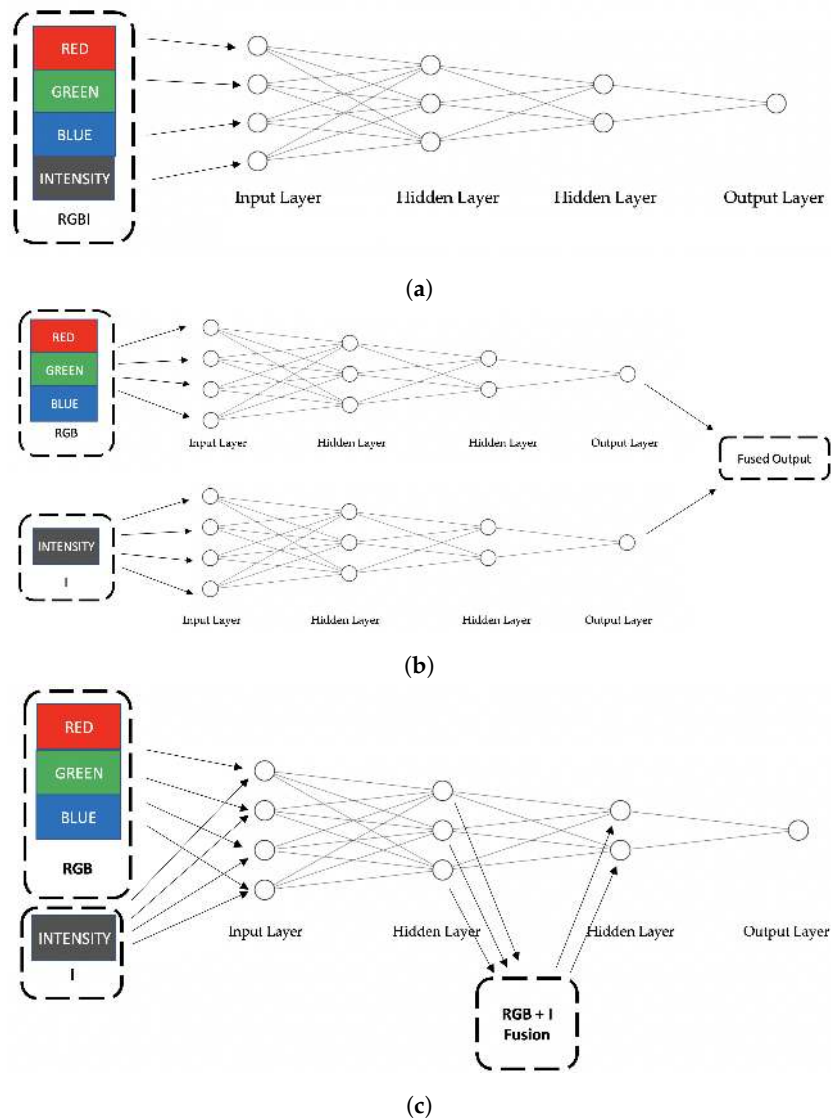 RED
GREEN
BLUE
INTENSITY
RGBI
Input Layer Hidden Layer Hidden Layer Output Layer
(a)
RED
GREEN
BLUE
RGB
Input Layer Hidden Layer Hidden Layer Output Layer
Fused Output
INTENSITY
I
Input Layer Hidden Layer Hidden Layer Output Layer
(b)
RED
GREEN
BLUE
RGB
INTENSITY
I
Input Layer Hidden Layer Hidden Layer Output Layer
RGB + I
Fusion
(c)